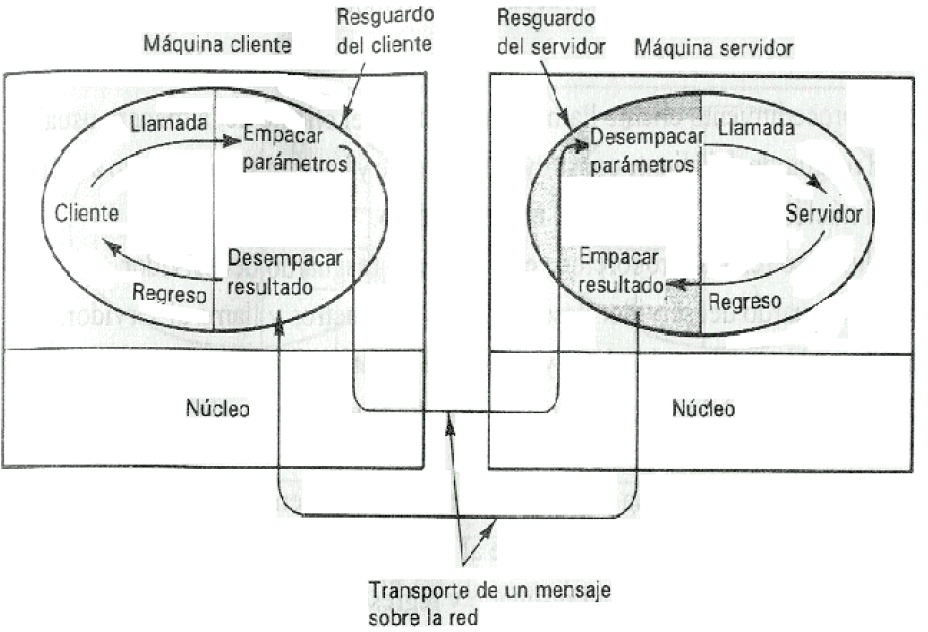 Resguardo
del cliente
Resguardo
del servidor
Máquina cliente
Máquina servidor
Llamada
Empacar
parámetros
Desempacar
parámetros
Llamada
Cliente
Servidor
Desempacar
resultado
Regreso
Empacar
resultado
Regreso
Núcleo
Núcleo
Transporte de un mensaje
sobre la red